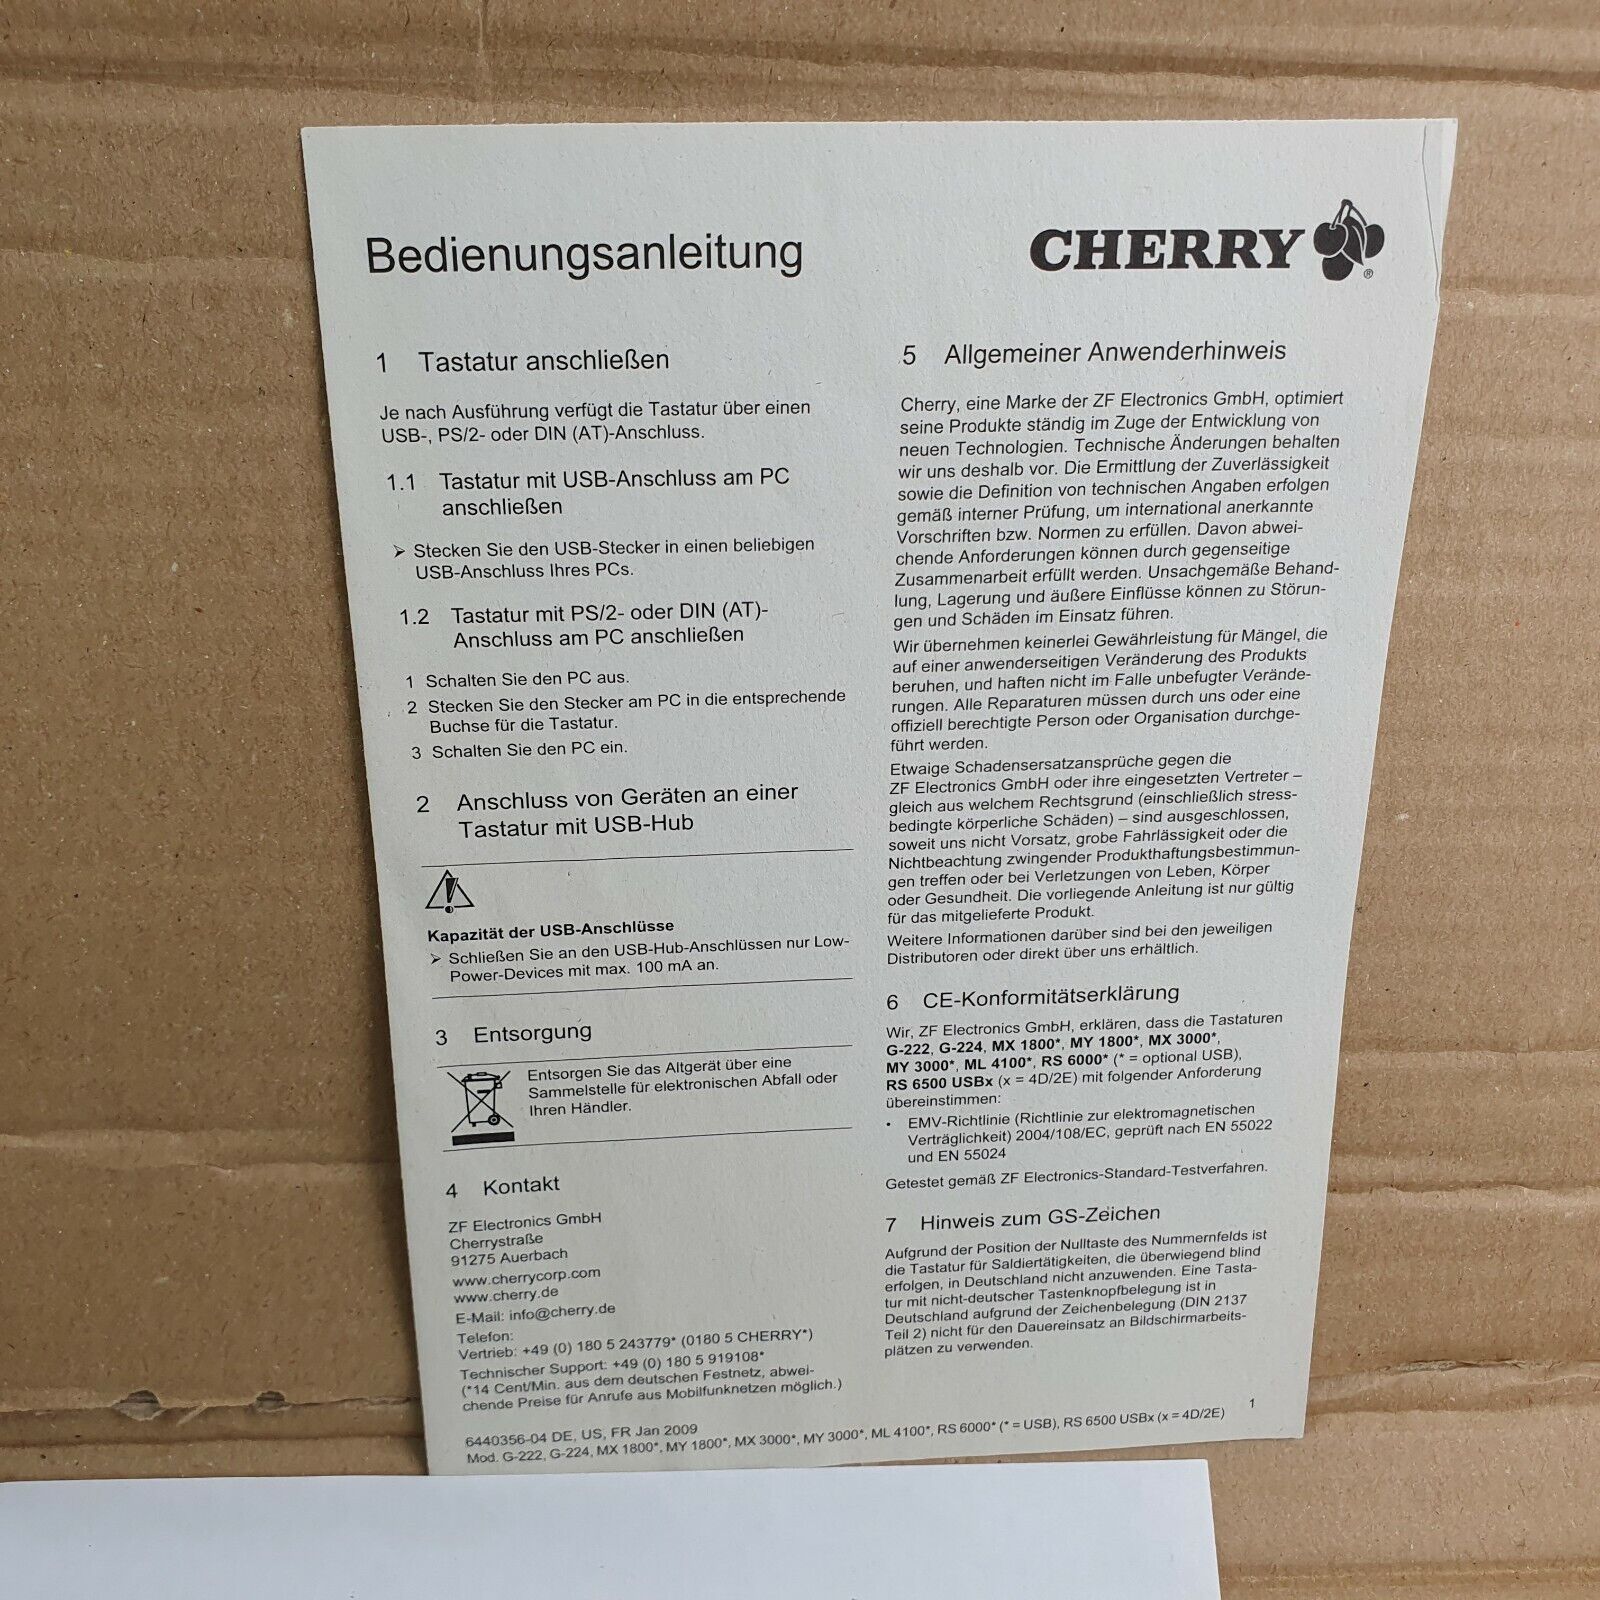 Bedienungsanleitung
CHERRY
®
1 Tastatur anschließen
Je nach Ausführung verfügt die Tastatur über einen
USB-, PS/2- oder DIN (AT)-Anschluss.
1.1 Tastatur mit USB-Anschluss am PC
anschließen
➢ Stecken Sie den USB-Stecker in einen beliebigen
USB-Anschluss Ihres PCs.
1.2 Tastatur mit PS/2- oder DIN (AT)-
Anschluss am PC anschließen
1 Schalten Sie den PC aus.
2 Stecken Sie den Stecker am PC in die entsprechende
Buchse für die Tastatur.
3 Schalten Sie den PC ein.
2 Anschluss von Geräten an einer
Tastatur mit USB-Hub
Kapazität der USB-Anschlüsse
➢ Schließen Sie an den USB-Hub-Anschlüssen nur Low-
Power-Devices mit max. 100 mA an.
3 Entsorgung
Entsorgen Sie das Altgerät über eine
Sammelstelle für elektronischen Abfall oder
Ihren Händler.
4 Kontakt
ZF Electronics GmbH
Cherrystraße
91275 Auerbach
www.cherrycorp.com
www.cherry.de
E-Mail: info@cherry.de
Telefon:
Vertrieb: +49 (0) 180 5 243779* (0180 5 CHERRY*)
Technischer Support: +49 (0) 180 5 919108*
(*14 Cent/Min. aus dem deutschen Festnetz, abwei-
chende Preise für Anrufe aus Mobilfunknetzen möglich.)
5 Allgemeiner Anwenderhinweis
Cherry, eine Marke der ZF Electronics GmbH, optimiert
seine Produkte ständig im Zuge der Entwicklung von
neuen Technologien. Technische Änderungen behalten
wir uns deshalb vor. Die Ermittlung der Zuverlässigkeit
sowie die Definition von technischen Angaben erfolgen
gemäß interner Prüfung, um international anerkannte
Vorschriften bzw. Normen zu erfüllen. Davon abwei-
chende Anforderungen können durch gegenseitige
Zusammenarbeit erfüllt werden. Unsachgemäße Behand-
lung, Lagerung und äußere Einflüsse können zu Störun-
gen und Schäden im Einsatz führen.
Wir übernehmen keinerlei Gewährleistung für Mängel, die
auf einer anwenderseitigen Veränderung des Produkts
beruhen, und haften nicht im Falle unbefugter Verände-
rungen. Alle Reparaturen müssen durch uns oder eine
offiziell berechtigte Person oder Organisation durchge-
führt werden.
Etwaige Schadensersatzansprüche gegen die
ZF Electronics GmbH oder ihre eingesetzten Vertreter –
gleich aus welchem Rechtsgrund (einschließlich stress-
bedingte körperliche Schäden) – sind ausgeschlossen,
soweit uns nicht Vorsatz, grobe Fahrlässigkeit oder die
Nichtbeachtung zwingender Produkthaftungsbestimmun-
gen treffen oder bei Verletzungen von Leben, Körper
oder Gesundheit. Die vorliegende Anleitung ist nur gültig
für das mitgelieferte Produkt.
Weitere Informationen darüber sind bei den jeweiligen
Distributoren oder direkt über uns erhältlich.
6 CE-Konformitätserklärung
Wir, ZF Electronics GmbH, erklären, dass die Tastaturen
G-222, G-224, MX 1800*, MY 1800*, MX 3000*,
MY 3000*, ML 4100*, RS 6000* (* = optional USB),
RS 6500 USBx (x = 4D/2E) mit folgender Anforderung
übereinstimmen:
• EMV-Richtlinie (Richtlinie zur elektromagnetischen
Verträglichkeit) 2004/108/EC, geprüft nach EN 55022
und EN 55024
Getestet gemäß ZF Electronics-Standard-Testverfahren.
7 Hinweis zum GS-Zeichen
Aufgrund der Position der Nulltaste des Nummernfelds ist
die Tastatur für Saldiertätigkeiten, die überwiegend blind
erfolgen, in Deutschland nicht anzuwenden. Eine Tasta-
tur mit nicht-deutscher Tastenknopfbelegung ist in
Deutschland aufgrund der Zeichenbelegung (DIN 2137
Teil 2) nicht für den Dauereinsatz an Bildschirmarbeits-
plätzen zu verwenden.
6440356-04 DE, US, FR Jan 2009
Mod. G-222, G-224, MX 1800*, MY 1800*, MX 3000*, MY 3000*, ML 4100*, RS 6000* (* = USB), RS 6500 USBx (x = 4D/2E)
1